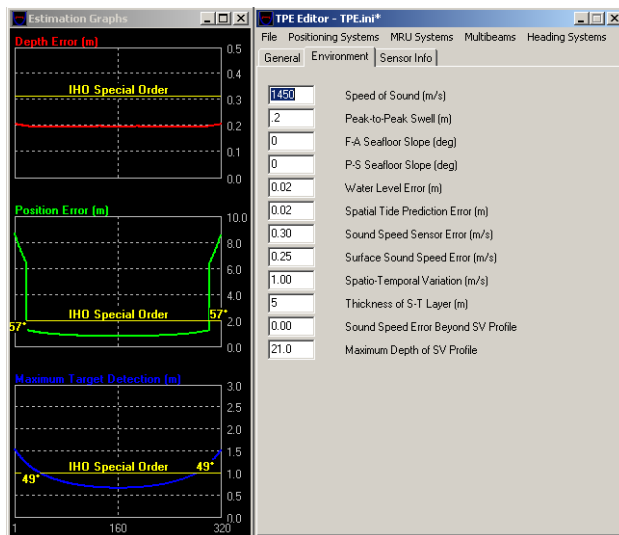 Estimation Graphs
Depth Error (m)
0.5
0.4
IHO Special Order
0.3
0.2
0.1
0.0
Position Error (m)
10.0
8.0
6.0
4.0
IHO Special Order
57°
57°
2.0
0.0
Maximum Target Detection (m)
3.0
2.5
2.0
1.5
IHO Special Order
49°
49°
1.0
0.5
0.0
1
160
320
TPE Editor - TPE.ini*
File Positioning Systems MRU Systems Multibeams Heading Systems
General Environment Sensor Info
1450 Speed of Sound (m/s)
.2 Peak-to-Peak Swell (m)
0 F-A Seafloor Slope (deg)
0 P-S Seafloor Slope (deg)
0.02 Water Level Error (m)
0.02 Spatial Tide Prediction Error (m)
0.30 Sound Speed Sensor Error (m/s)
0.25 Surface Sound Speed Error (m/s)
1.00 Spatio-Temporal Variation (m/s)
5 Thickness of S-T Layer (m)
0.00 Sound Speed Error Beyond SV Profile
21.0 Maximum Depth of SV Profile